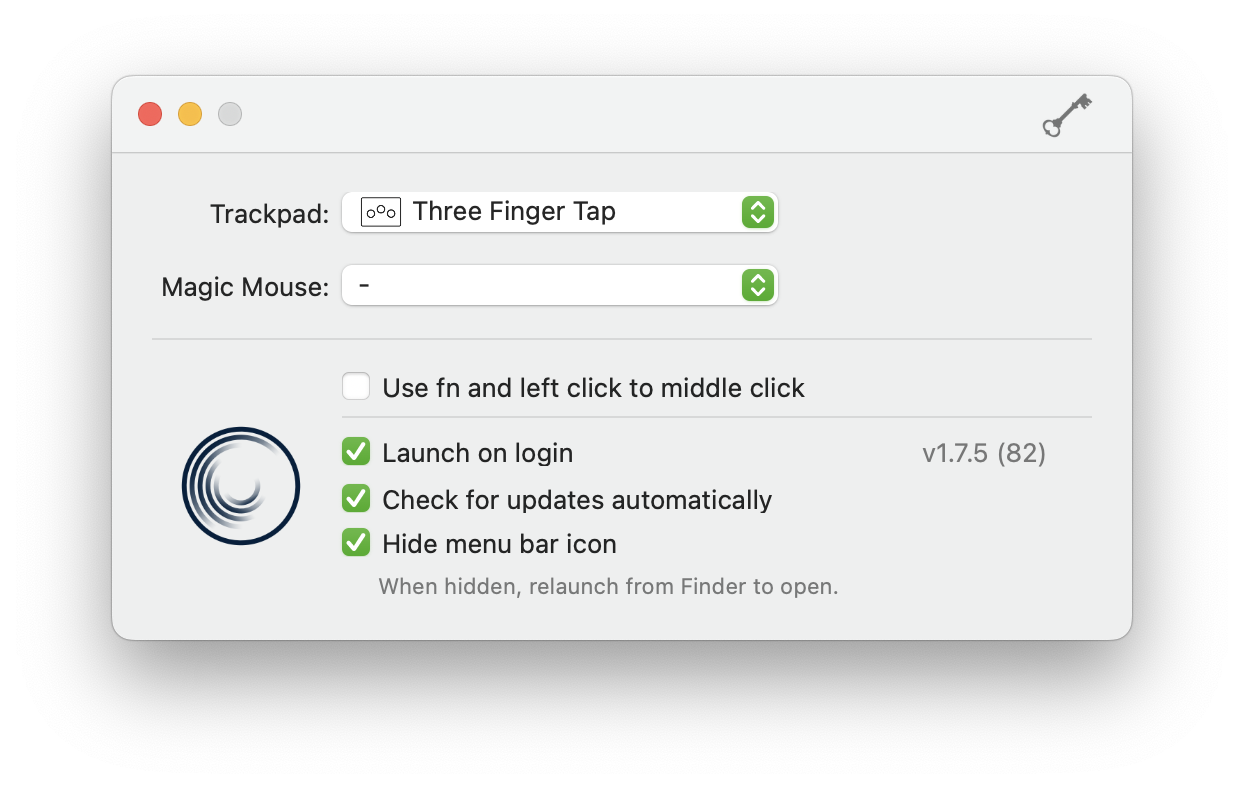 Trackpad: Three Finger Tap
Magic Mouse: -
Use fn and left click to middle click
Launch on login v1.7.5 (82)
Check for updates automatically
Hide menu bar icon
When hidden, relaunch from Finder to open.